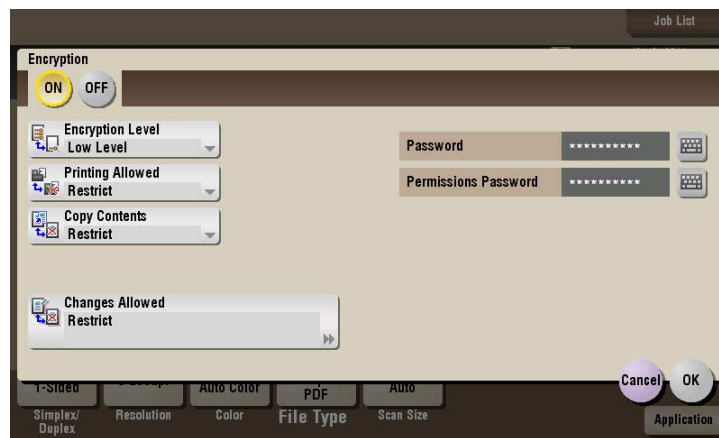 Job List
Encryption
ON OFF
Encryption Level
Low Level
Password **********
Printing Allowed
Restrict
Permissions Password **********
Copy Contents
Restrict
Changes Allowed
Restrict
Cancel OK
1-Sided Auto Color PDF Auto
Simplex/
Duplex
Resolution Color File Type Scan Size
Application